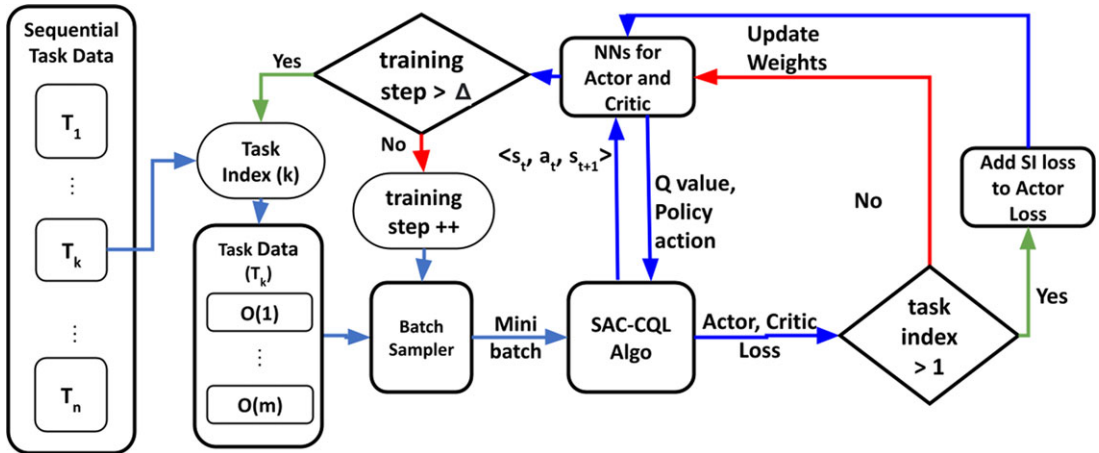 Sequential
Task Data
T1
⋮
Tk
⋮
Tn
Yes
training
step > Δ
No
Task
Index (k)
training
step ++
Task Data
(Tk)
O(1)
⋮
O(m)
Batch
Sampler
Mini
batch
NNs for
Actor and
Critic
<st, at, st+1>
Q value,
Policy
action
SAC-CQL
Algo
Actor, Critic
Loss
Update
Weights
No
task
index
> 1
Yes
Add SI loss
to Actor
Loss